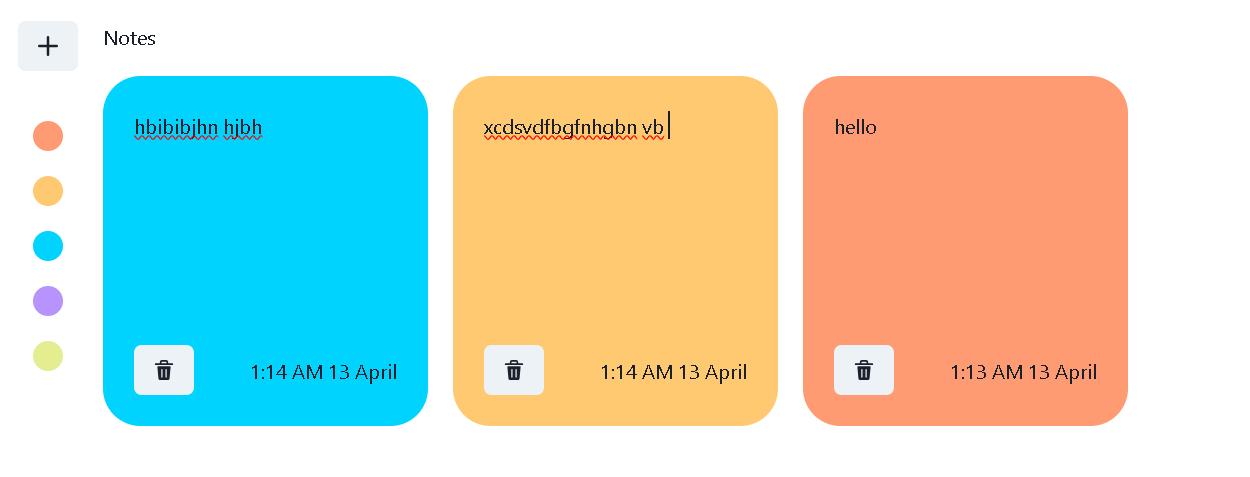 Notes
hbibibjhn hjbh
xcdsvdfbgfnhgbn vb
hello
1:14 AM 13 April
1:14 AM 13 April
1:13 AM 13 April